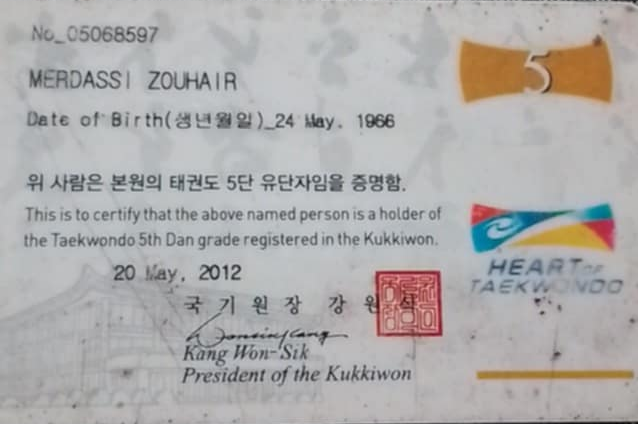 No_05068597
5
MERDASSI ZOUHAIR
Date of Birth(생년월일)_24 May. 1966
위 사람은 본원의 태권도 5단 유단자임을 증명함.
This is to certify that the above named person is a holder of
the Taekwondo 5th Dan grade registered in the Kukkiwon.
HEART OF
TAEKWONDO
20 May, 2012
국 기 원 장 강 원 식
Kang Won-Sik
President of the Kukkiwon